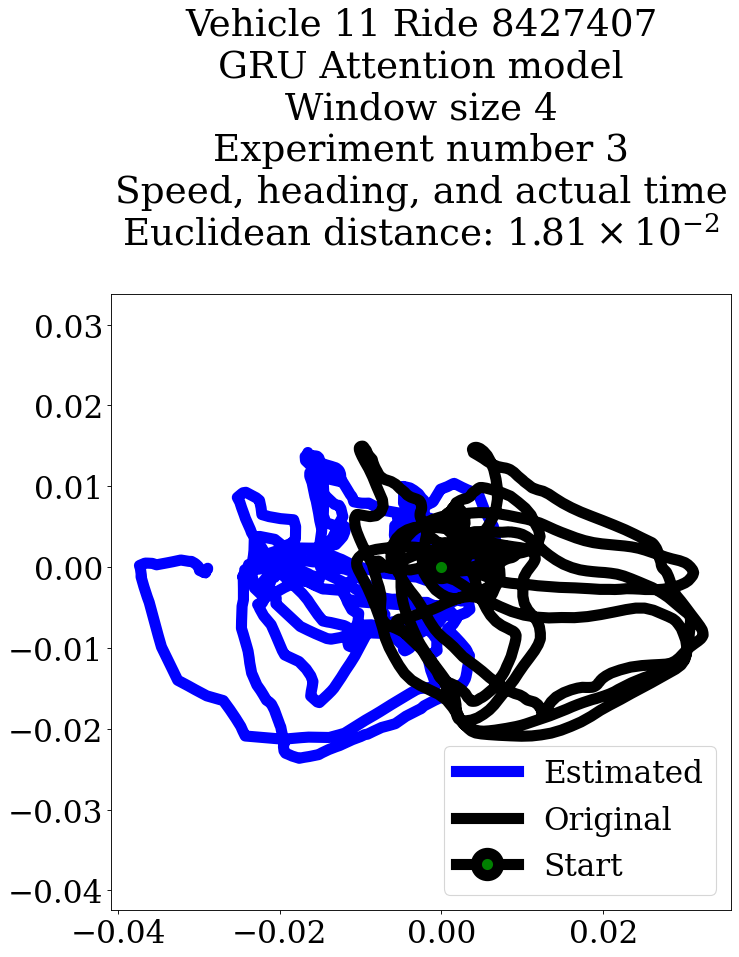 Vehicle 11 Ride 8427407
GRU Attention model
Window size 4
Experiment number 3
Speed, heading, and actual time
Euclidean distance: 1.81 × 10⁻²
0.03
0.02
0.01
0.00
−0.01
−0.02
−0.03
−0.04
Estimated
Original
Start
−0.04 −0.02 0.00 0.02